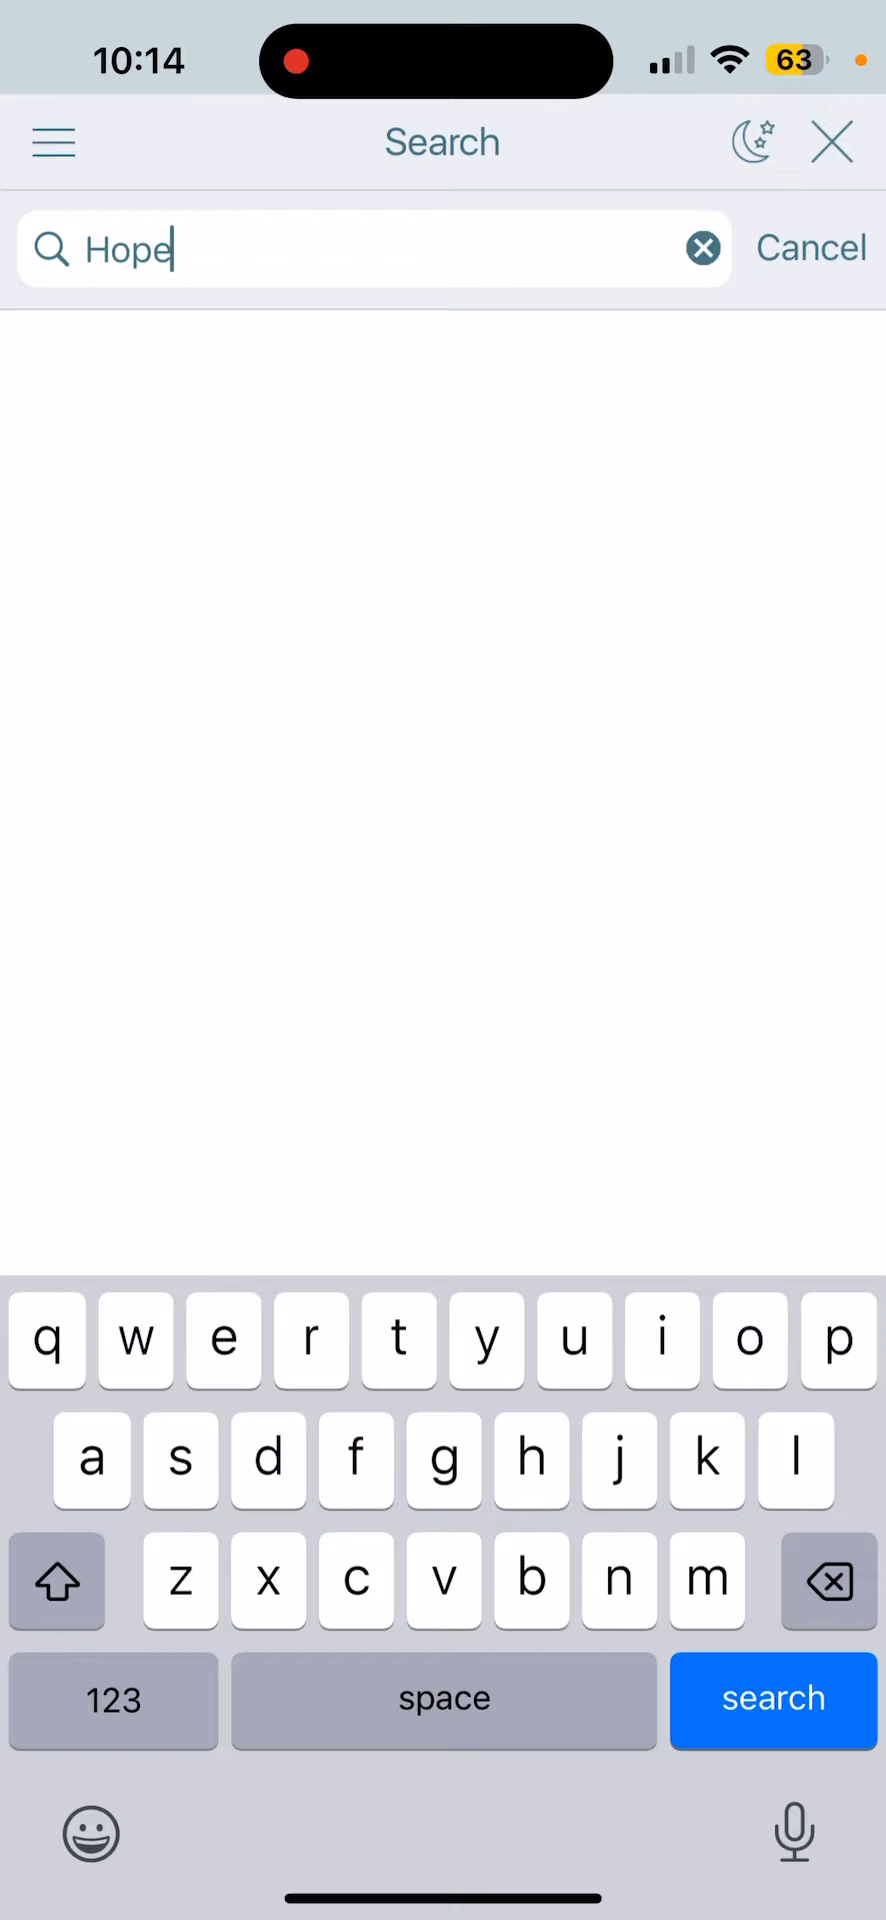 10:14
63
Search
Hope
Cancel
q w e r t y u i o p
a s d f g h j k l
z x c v b n m
123 space search